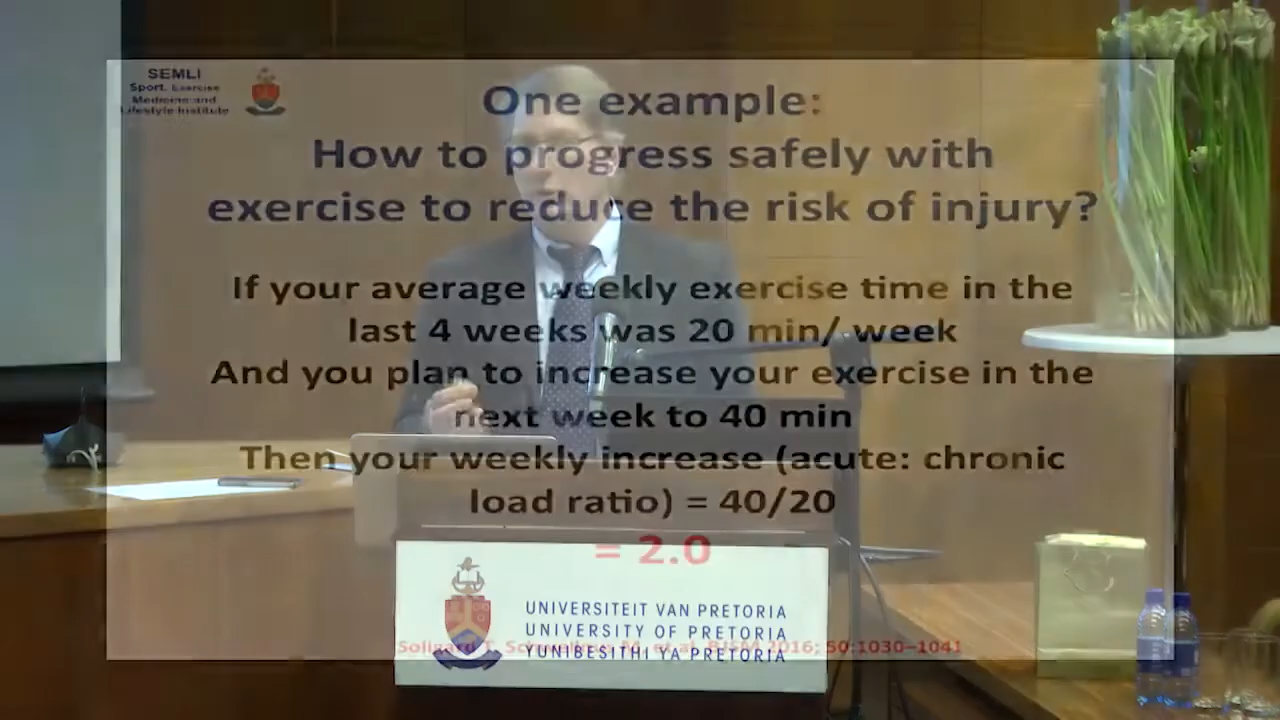 SEMLI
Sport, Exercise
Medicine and
Lifestyle Institute
One example:
How to progress safely with
exercise to reduce the risk of injury?
If your average weekly exercise time in the
last 4 weeks was 20 min/ week
And you plan to increase your exercise in the
next week to 40 min
Then your weekly increase (acute: chronic
load ratio) = 40/20
= 2.0
UNIVERSITEIT VAN PRETORIA
UNIVERSITY OF PRETORIA
YUNIBESITHI YA PRETORIA
Soligard T, M, et al, BJSM 2016; 50:1030–1041